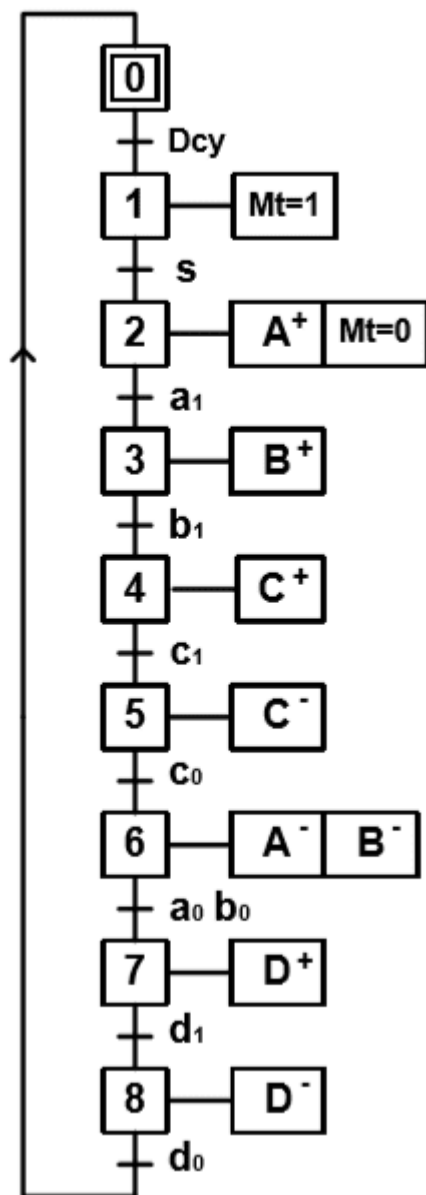 0
Dcy
1 Mt=1
s
2 A⁺ Mt=0
a₁
3 B⁺
b₁
4 C⁺
c₁
5 C⁻
c₀
6 A⁻ B⁻
a₀ b₀
7 D⁺
d₁
8 D⁻
d₀